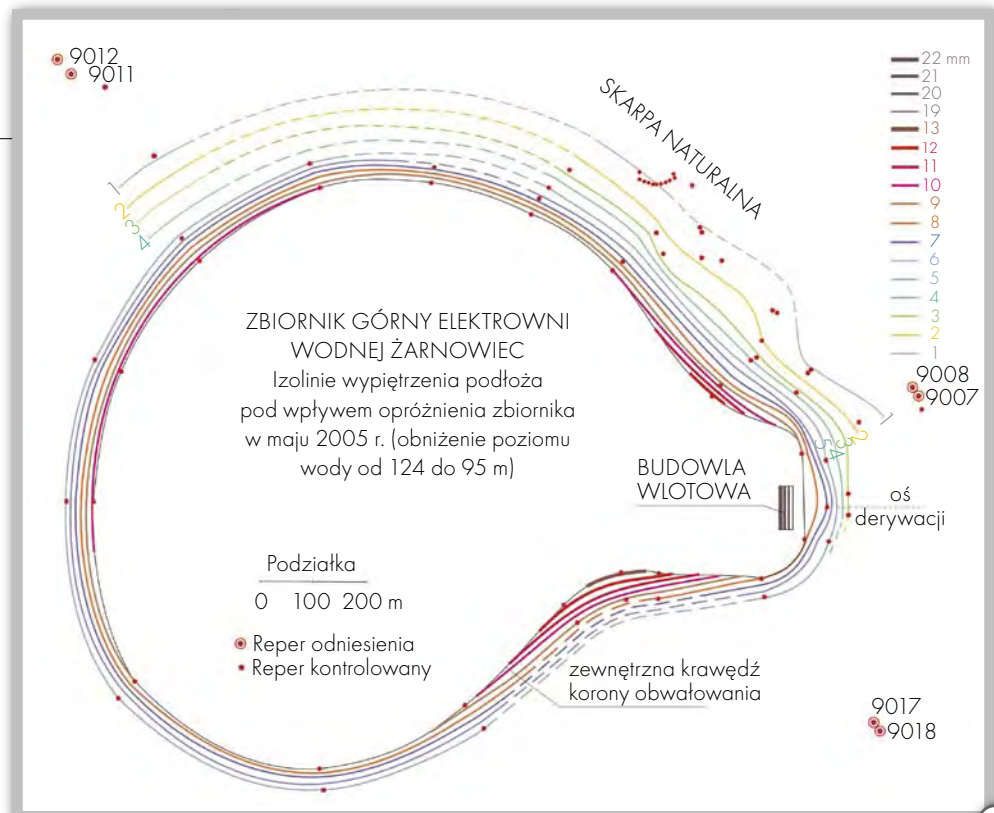 9012
9011
SKARPA NATURALNA
22 mm
21
20
19
13
12
11
10
9
8
7
6
5
4
3
2
1
1
2
3
4
ZBIORNIK GÓRNY ELEKTROWNI
WODNEJ ŻARNOWIEC
Izolinie wypiętrzenia podłoża
pod wpływem opróżnienia zbiornika
w maju 2005 r. (obniżenie poziomu
wody od 124 do 95 m)
9008
9007
1
2
3
4
5
BUDOWLA
WLOTOWA
oś
derywacji
Podziałka
0 100 200 m
Reper odniesienia
Reper kontrolowany
zewnętrzna krawędź
korony obwałowania
9017
9018